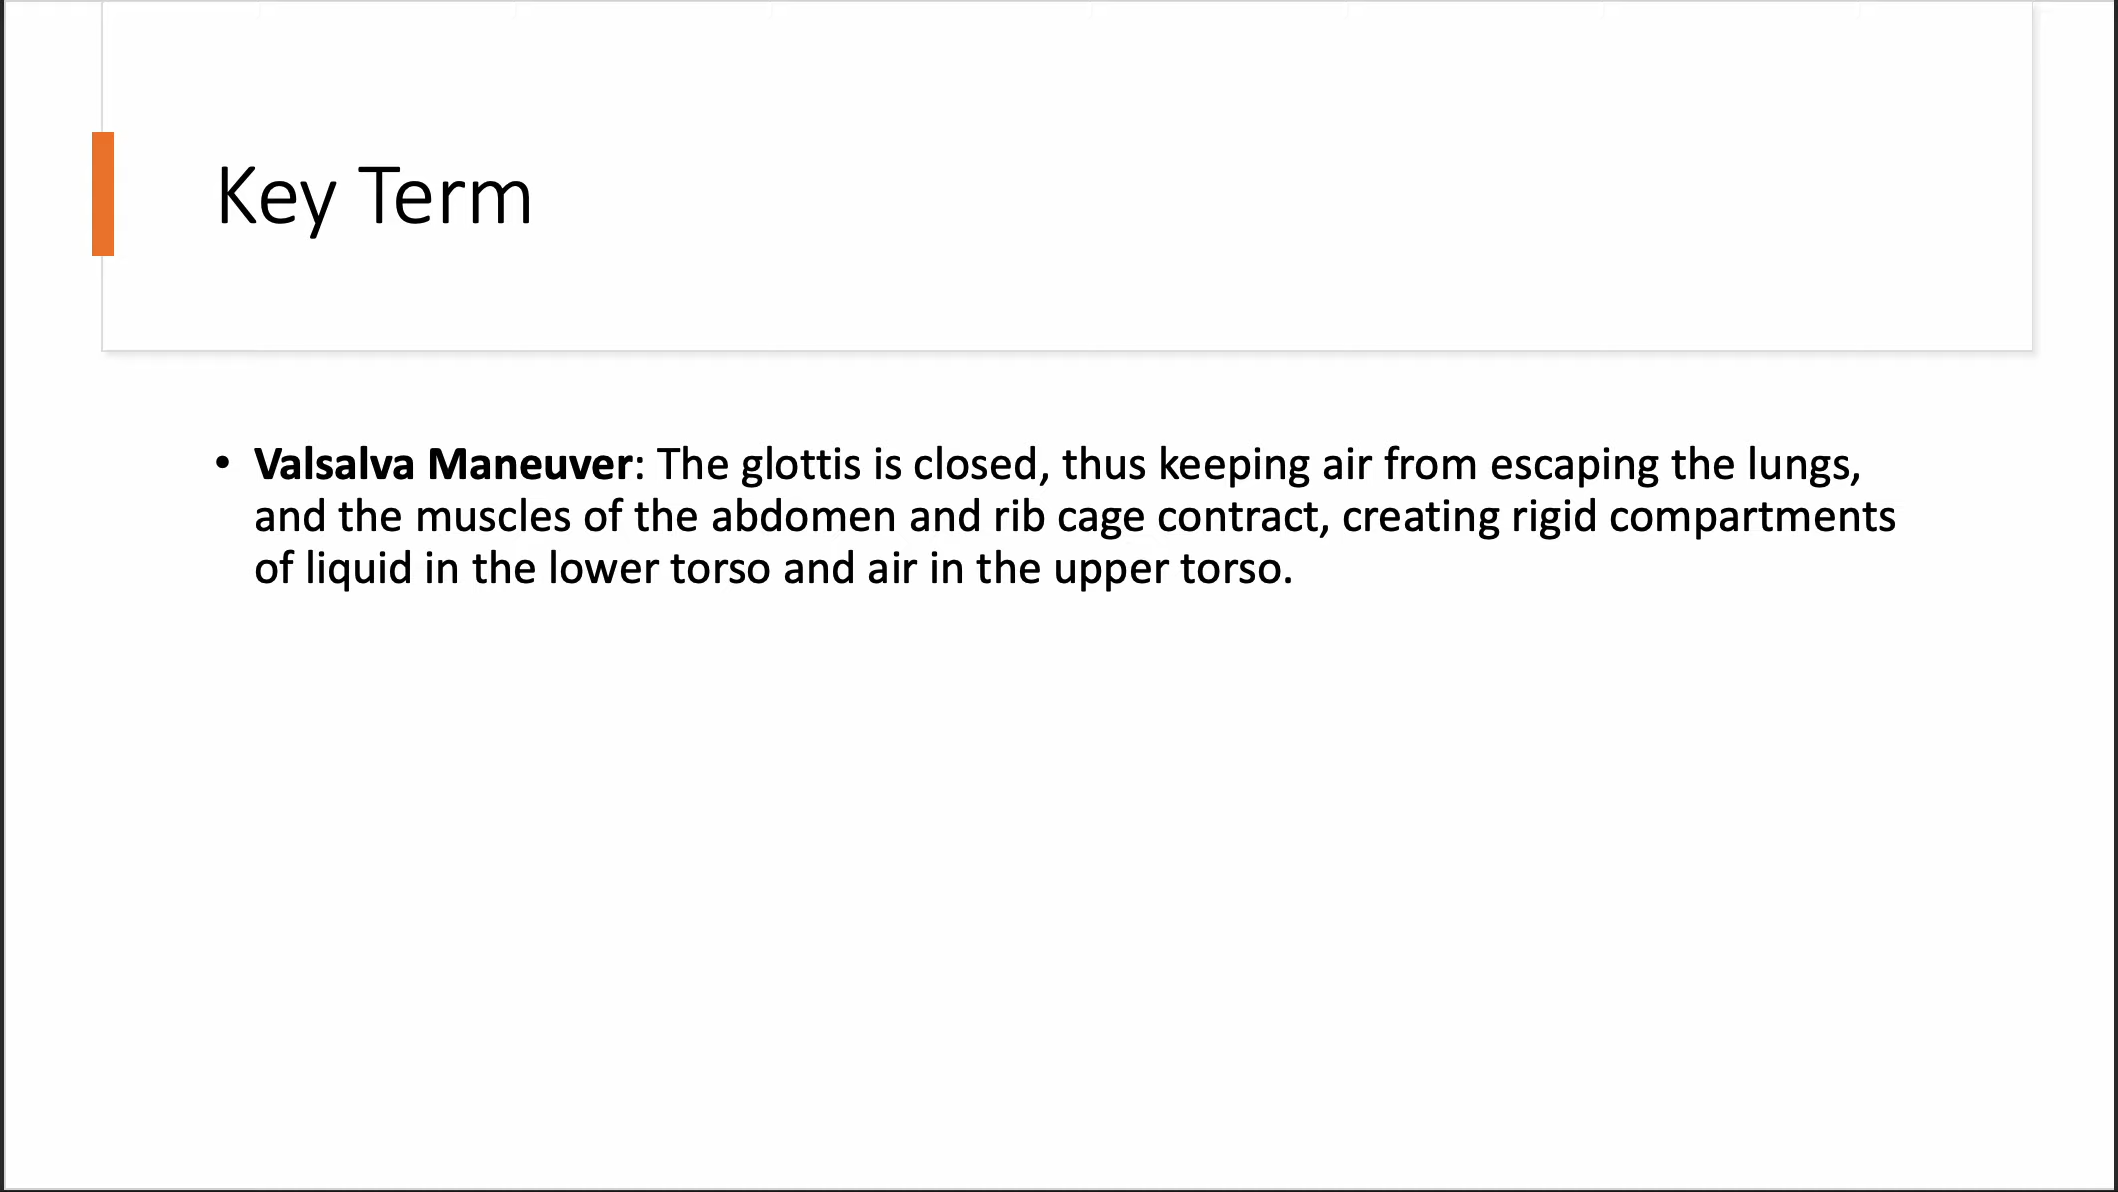 Key Term
• Valsalva Maneuver: The glottis is closed, thus keeping air from escaping the lungs,
and the muscles of the abdomen and rib cage contract, creating rigid compartments
of liquid in the lower torso and air in the upper torso.